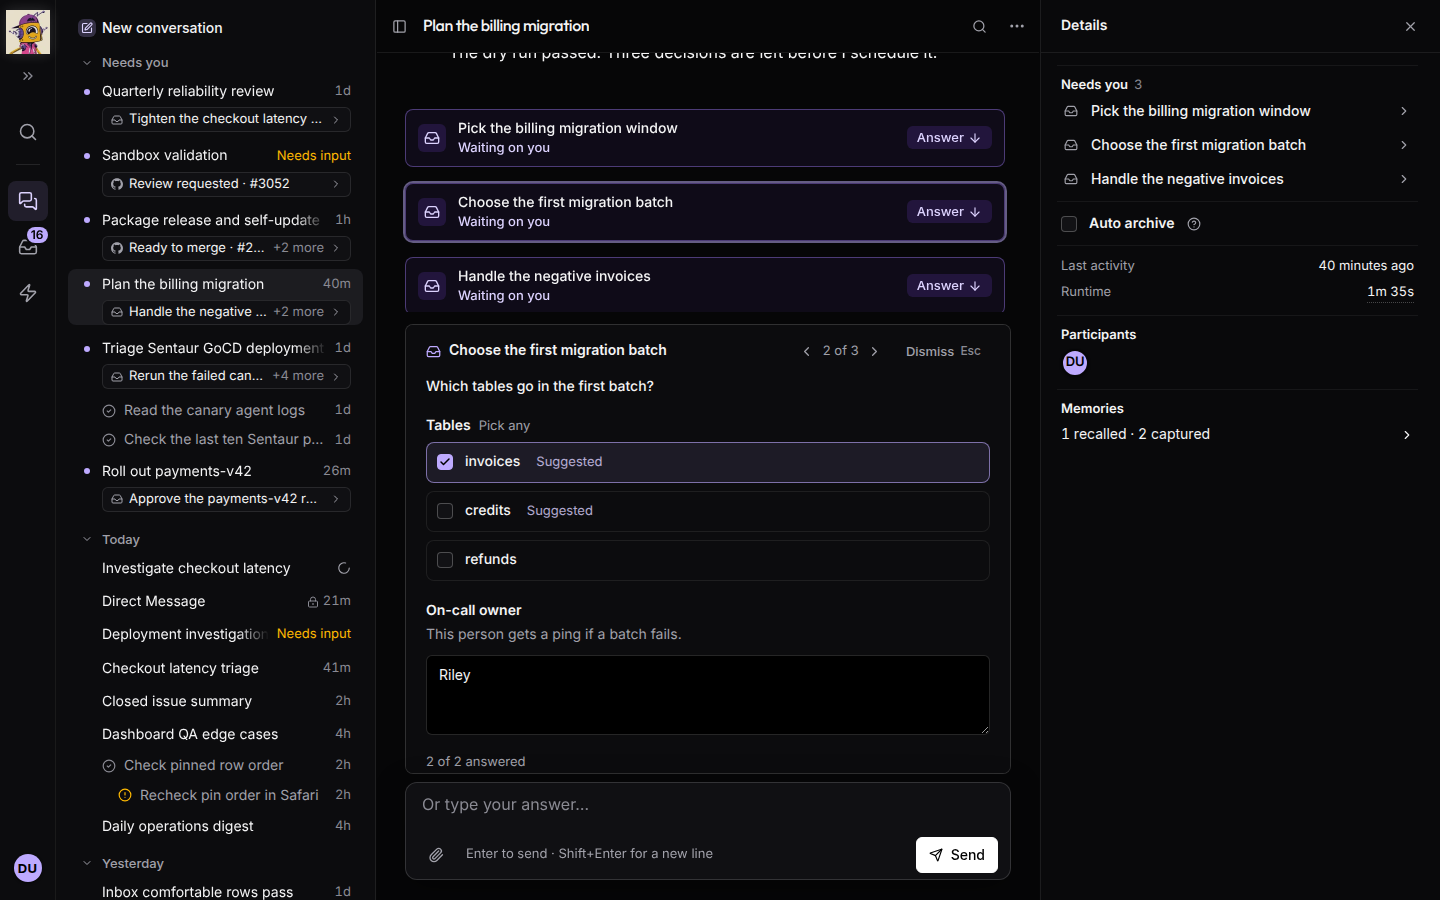 New conversation
Needs you
Quarterly reliability review 1d
Tighten the checkout latency ...
Sandbox validation Needs input
Review requested · #3052
Package release and self-update 1h
Ready to merge · #2... +2 more
16
Plan the billing migration 40m
Handle the negative ... +2 more
Triage Sentaur GoCD deployment 1d
Rerun the failed can... +4 more
Read the canary agent logs 1d
Check the last ten Sentaur p... 1d
Roll out payments-v42 26m
Approve the payments-v42 r...
Today
Investigate checkout latency
Direct Message 21m
Deployment investigation Needs input
Checkout latency triage 41m
Closed issue summary 2h
Dashboard QA edge cases 4h
Check pinned row order 2h
Recheck pin order in Safari 2h
Daily operations digest 4h
Yesterday
Inbox comfortable rows pass 1d
DU
Plan the billing migration
The dry run passed. Three decisions are left before I schedule it.
Pick the billing migration window
Waiting on you
Answer ↓
Choose the first migration batch
Waiting on you
Answer ↓
Handle the negative invoices
Waiting on you
Answer ↓
Choose the first migration batch 2 of 3 Dismiss Esc
Which tables go in the first batch?
Tables Pick any
invoices Suggested
credits Suggested
refunds
On-call owner
This person gets a ping if a batch fails.
Riley
2 of 2 answered
Or type your answer...
Enter to send · Shift+Enter for a new line
Send
Details
Needs you 3
Pick the billing migration window
Choose the first migration batch
Handle the negative invoices
Auto archive
Last activity 40 minutes ago
Runtime 1m 35s
Participants
DU
Memories
1 recalled · 2 captured